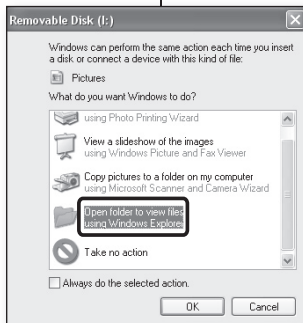 Removable Disk (I:)
Windows can perform the same action each time you insert
a disk or connect a device with this kind of file:
Pictures
What do you want Windows to do?
using Photo Printing Wizard
View a slideshow of the images
using Windows Picture and Fax Viewer
Copy pictures to a folder on my computer
using Microsoft Scanner and Camera Wizard
Open folder to view files
using Windows Explorer
Take no action
Always do the selected action.
OK
Cancel